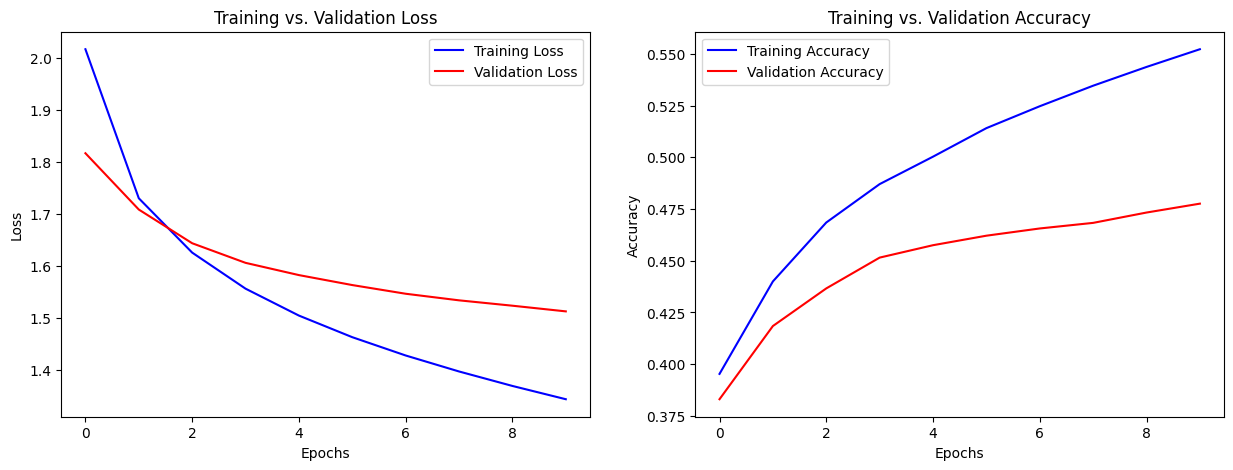 Training vs. Validation Loss
Training Loss
Validation Loss
2.0
1.9
1.8
1.7
1.6
1.5
1.4
Loss
0
2
4
6
8
Epochs
Training vs. Validation Accuracy
Training Accuracy
Validation Accuracy
0.550
0.525
0.500
0.475
0.450
0.425
0.400
0.375
Accuracy
0
2
4
6
8
Epochs